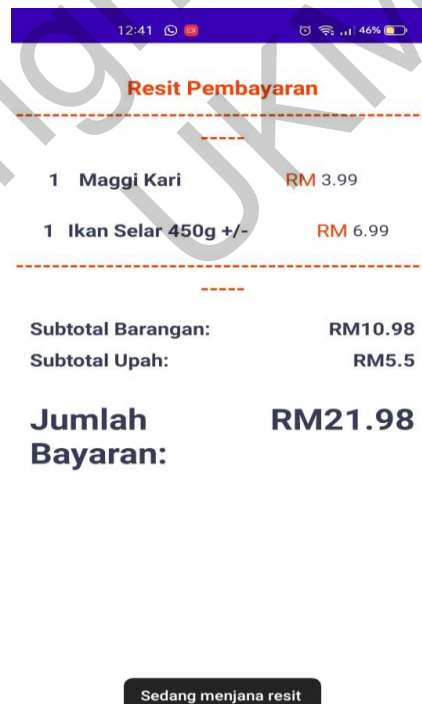 12:41 46%
Resit Pembayaran
------------------------------------------
-----
1 Maggi Kari RM 3.99
1 Ikan Selar 450g +/- RM 6.99
------------------------------------------
-----
Subtotal Barangan: RM10.98
Subtotal Upah: RM5.5
Jumlah RM21.98
Bayaran:
Sedang menjana resit
UKM